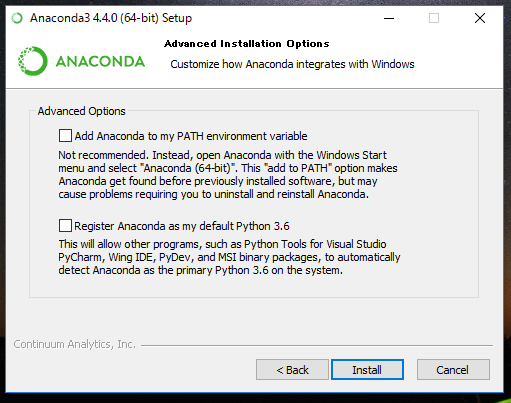 Anaconda3 4.4.0 (64-bit) Setup
Advanced Installation Options
ANACONDA
Customize how Anaconda integrates with Windows
Advanced Options
Add Anaconda to my PATH environment variable
Not recommended. Instead, open Anaconda with the Windows Start
menu and select "Anaconda (64-bit)". This "add to PATH" option makes
Anaconda get found before previously installed software, but may
cause problems requiring you to uninstall and reinstall Anaconda.
Register Anaconda as my default Python 3.6
This will allow other programs, such as Python Tools for Visual Studio
PyCharm, Wing IDE, PyDev, and MSI binary packages, to automatically
detect Anaconda as the primary Python 3.6 on the system.
Continuum Analytics, Inc.
< Back
Install
Cancel